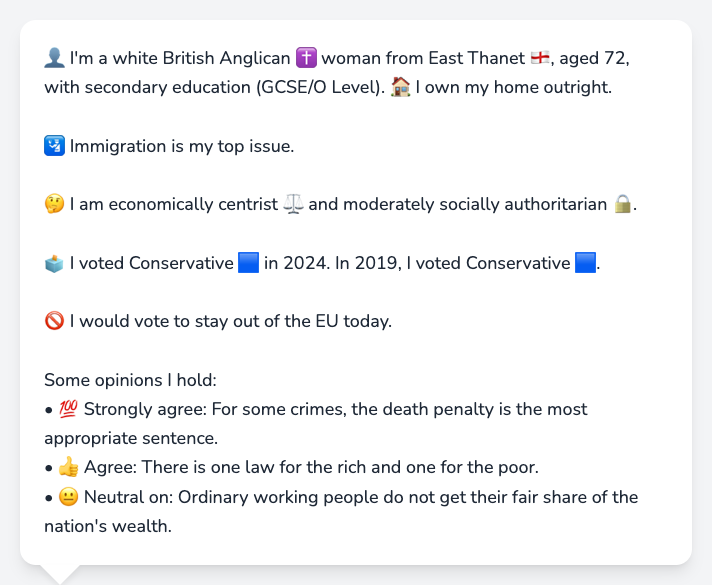 👤 I'm a white British Anglican ✝️ woman from East Thanet 🏴󠁧󠁢󠁥󠁮󠁧󠁿, aged 72,
with secondary education (GCSE/O Level). 🏠 I own my home outright.
🛂 Immigration is my top issue.
🤔 I am economically centrist ⚖️ and moderately socially authoritarian 🔒.
🗳️ I voted Conservative 🟦 in 2024. In 2019, I voted Conservative 🟦.
🚫 I would vote to stay out of the EU today.
Some opinions I hold:
• 💯 Strongly agree: For some crimes, the death penalty is the most
appropriate sentence.
• 👍 Agree: There is one law for the rich and one for the poor.
• 😐 Neutral on: Ordinary working people do not get their fair share of the
nation's wealth.